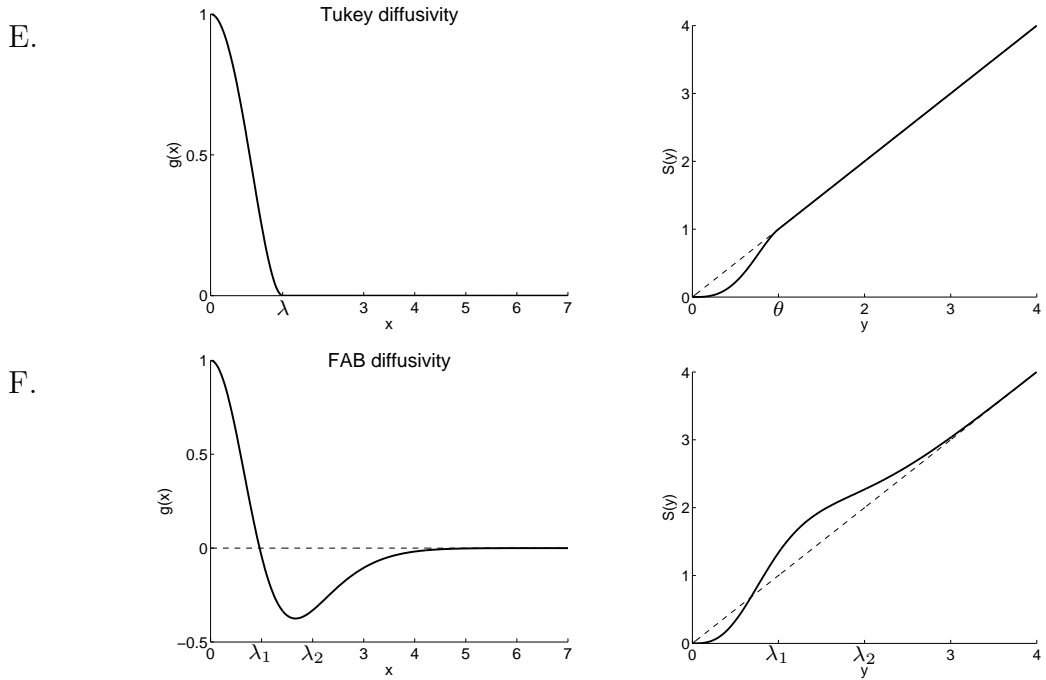 E.
Tukey diffusivity
g(x)
1
0.5
0
0 λ 3 4 5 6 7
x
S(y)
4
3
2
1
0
0 θ 2 3 4
y
F.
FAB diffusivity
g(x)
1
0.5
0
−0.5
0 λ1 λ2 3 4 5 6 7
x
S(y)
4
3
2
1
0
0 λ1 λ2 3 4
y